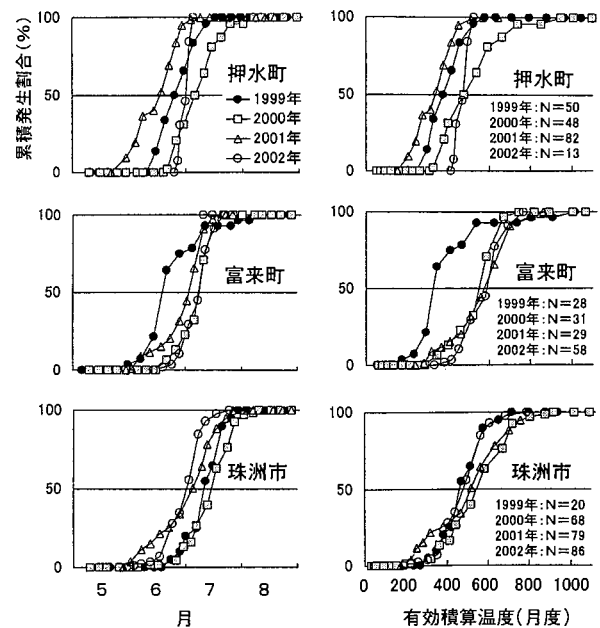 累積発生割合(%)
100
50
0
押水町
1999年
2000年
2001年
2002年
押水町
1999年:N=50
2000年:N=48
2001年:N=82
2002年:N=13
100
50
0
富来町
富来町
1999年:N=28
2000年:N=31
2001年:N=29
2002年:N=58
100
50
0
珠洲市
珠洲市
1999年:N=20
2000年:N=68
2001年:N=79
2002年:N=86
5 6 7 8
月
0 200 400 600 800 1000
有効積算温度(月度)